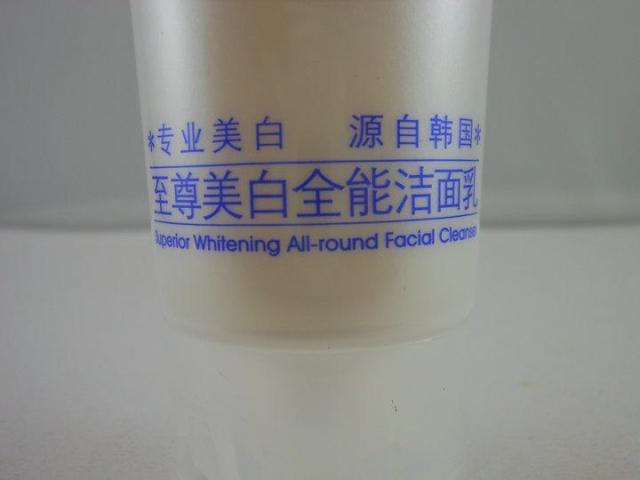 *专业美白 源自韩国*
至尊美白全能洁面乳
Superior Whitening All-round Facial Cleanser